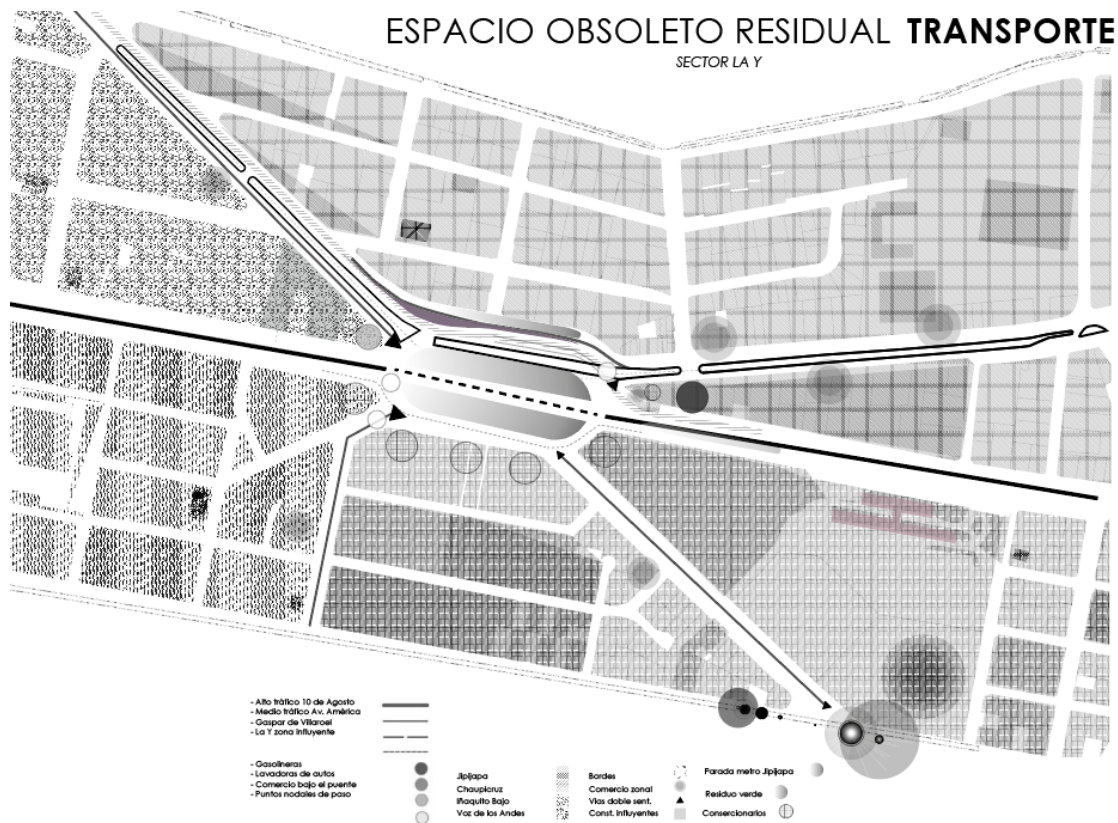 ESPACIO OBSOLETO RESIDUAL TRANSPORTE
SECTOR LA Y
- Alto tráfico 10 de Agosto
- Medio tráfico Av. América
- Gaspar de Villaroel
- La Y zona influyente
- Gasolineras
- Lavadoras de autos
- Comercio bajo el puente
- Puntos nodales de paso
Jipijapa
Chaupicruz
Iñaquito Bajo
Voz de los Andes
Bordes
Comercio zonal
Vias doble sent.
Const. Influyentes
Parada metro Jipijapa
Residuo verde
Consercionarios